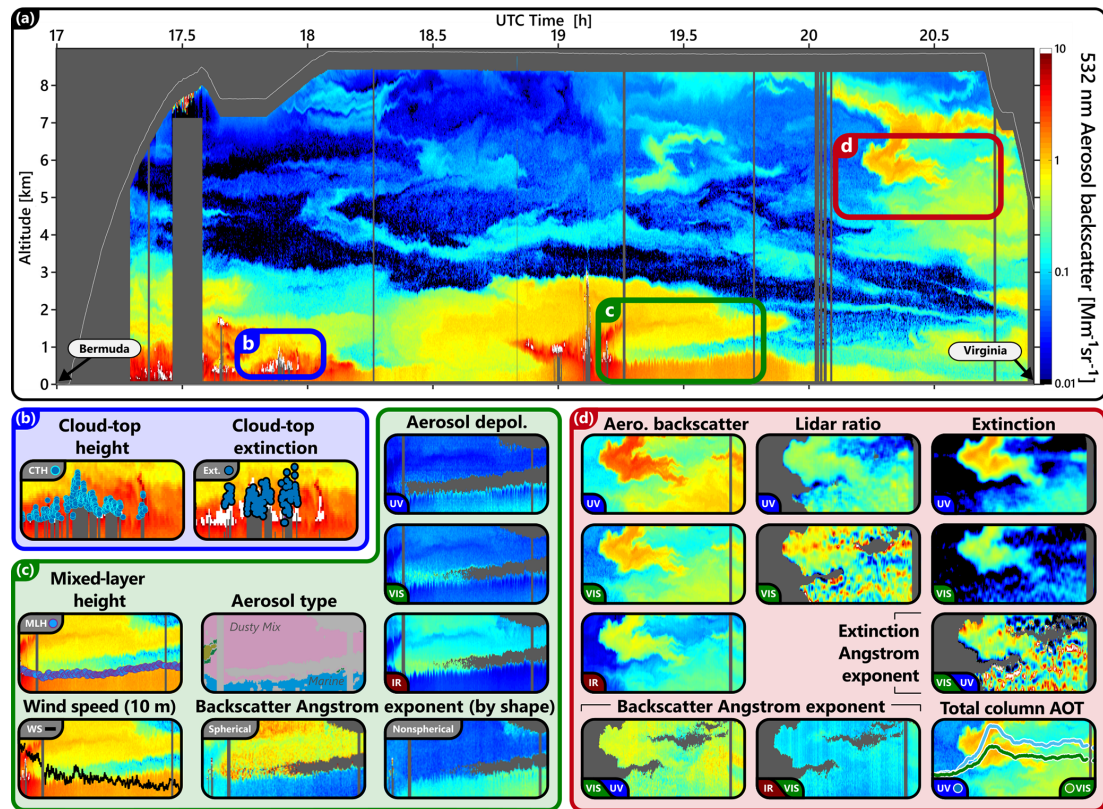 (a)
UTC Time [h]
17 17.5 18 18.5 19 19.5 20 20.5
Altitude [km]
8
7
6
5
4
3
2
1
0
10
1
0.1
0.01
532 nm Aerosol backscatter [Mm⁻¹sr⁻¹]
b
c
d
Bermuda
Virginia
(b)
Cloud-top
height
Cloud-top
extinction
CTH
Ext.
(c)
Mixed-layer
height
MLH
Aerosol type
Dusty Mix
Marine
Aerosol depol.
UV
VIS
IR
Wind speed (10 m)
WS
Backscatter Angstrom exponent (by shape)
Spherical
Nonspherical
(d)
Aero. backscatter
Lidar ratio
Extinction
UV
UV
UV
VIS
VIS
VIS
IR
Extinction
Angstrom
exponent
VIS UV
Backscatter Angstrom exponent
VIS UV
IR VIS
Total column AOT
UV
VIS